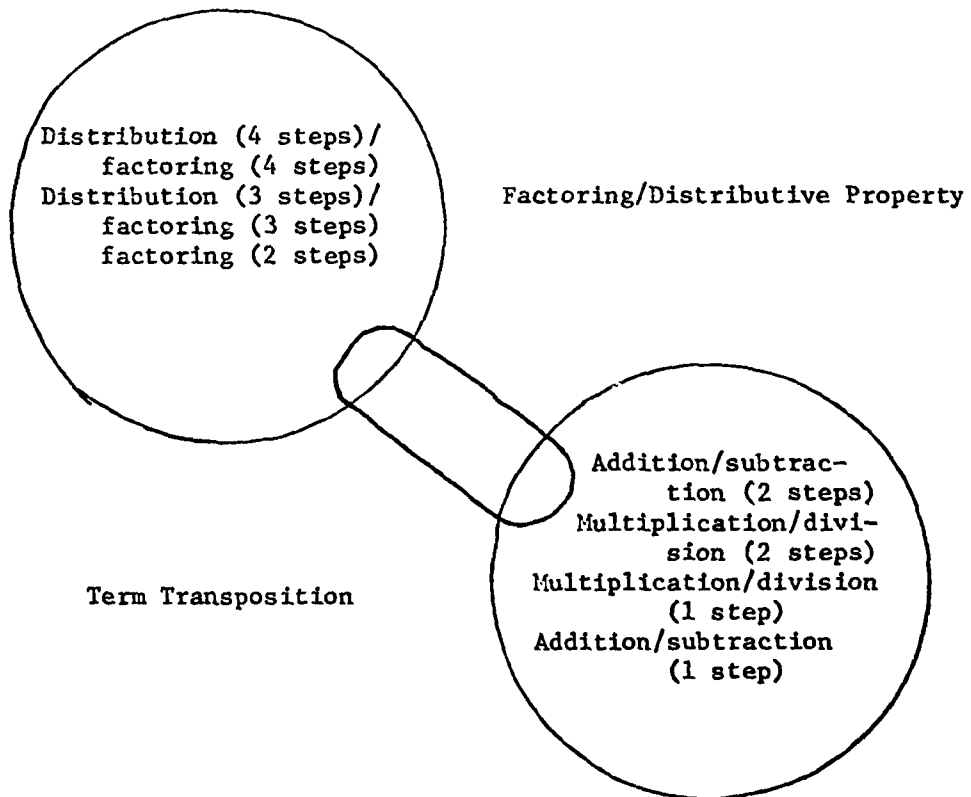 Distribution (4 steps)/
factoring (4 steps)
Distribution (3 steps)/
factoring (3 steps)
factoring (2 steps)
Factoring/Distributive Property
Addition/subtrac-
tion (2 steps)
Multiplication/divi-
sion (2 steps)
Multiplication/division
(1 step)
Addition/subtraction
(1 step)
Term Transposition